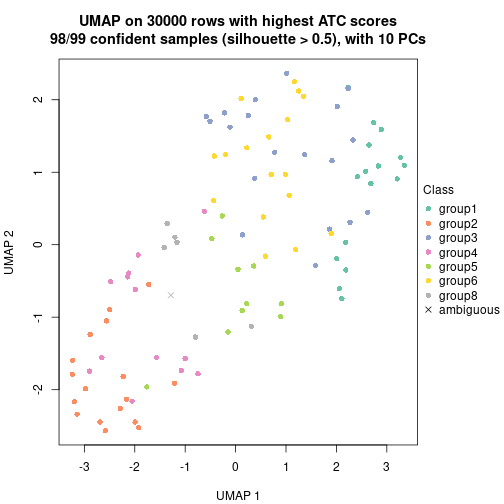 UMAP on 30000 rows with highest ATC scores
98/99 confident samples (silhouette > 0.5), with 10 PCs
UMAP 2
2
1
0
-1
-2
-3
-2
-1
0
1
2
3
UMAP 1
Class
group1
group2
group3
group4
group5
group6
group8
ambiguous